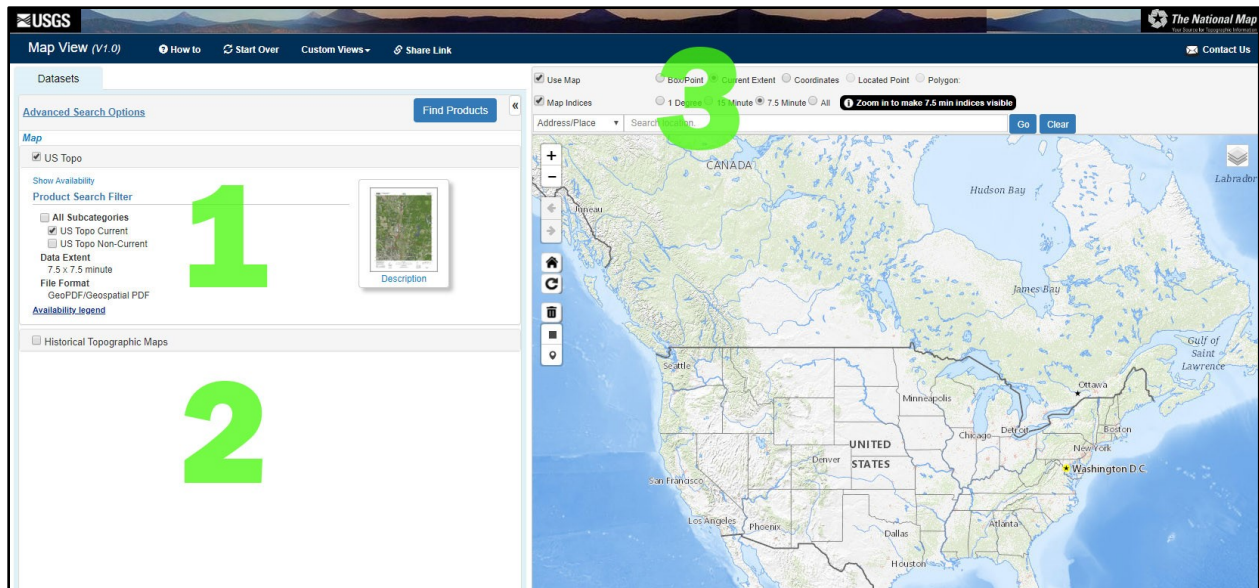 USGS
The National Map
Your Source for Topographic Information
Map View (V1.0)
How to
Start Over
Custom Views
Share Link
Contact Us
Datasets
Advanced Search Options
Find Products
«
Map
US Topo
Show Availability
Product Search Filter
All Subcategories
US Topo Current
US Topo Non-Current
Data Extent
7.5 x 7.5 minute
File Format
GeoPDF/Geospatial PDF
Availability legend
Description
1
Historical Topographic Maps
2
3
Use Map Box/Point Current Extent Coordinates Located Point Polygon:
Map Indices 1 Degree 15 Minute 7.5 Minute All Zoom in to make 7.5 min indices visible
Address/Place Search location. Go Clear
+
−
CANADA
Hudson Bay
Labrador
Juneau
James Bay
Gulf of
Saint
Lawrence
Seattle
Ottawa
Minneapolis
Detroit
Boston
Chicago
New York
UNITED
STATES
Denver
Washington D C
San Francisco
Los Angeles
Phoenix
Atlanta
Dallas
Houston